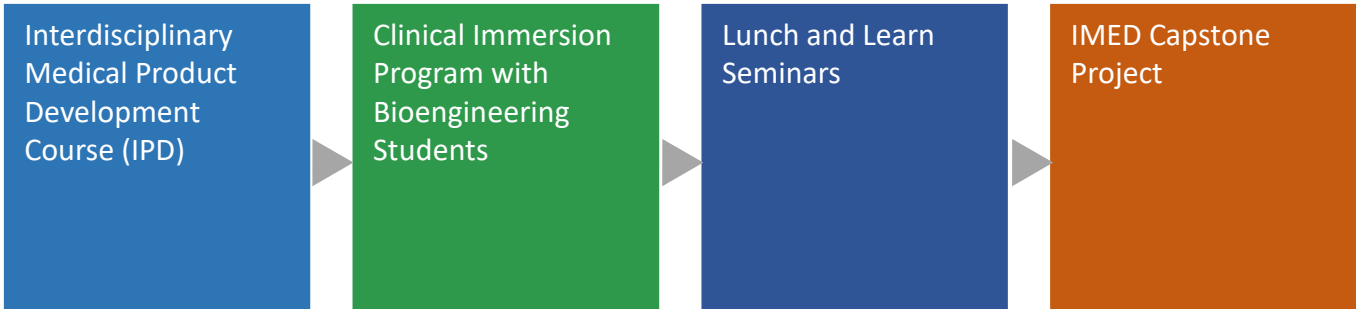 Interdisciplinary
Medical Product
Development
Course (IPD)
Clinical Immersion
Program with
Bioengineering
Students
Lunch and Learn
Seminars
IMED Capstone
Project